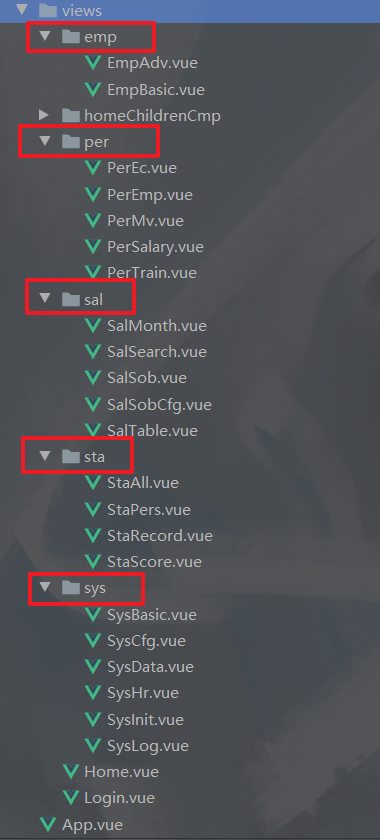 views
emp
EmpAdv.vue
EmpBasic.vue
homeChildrenCmp
per
PerEc.vue
PerEmp.vue
PerMv.vue
PerSalary.vue
PerTrain.vue
sal
SalMonth.vue
SalSearch.vue
SalSob.vue
SalSobCfg.vue
SalTable.vue
sta
StaAll.vue
StaPers.vue
StaRecord.vue
StaScore.vue
sys
SysBasic.vue
SysCfg.vue
SysData.vue
SysHr.vue
SysInit.vue
SysLog.vue
Home.vue
Login.vue
App.vue